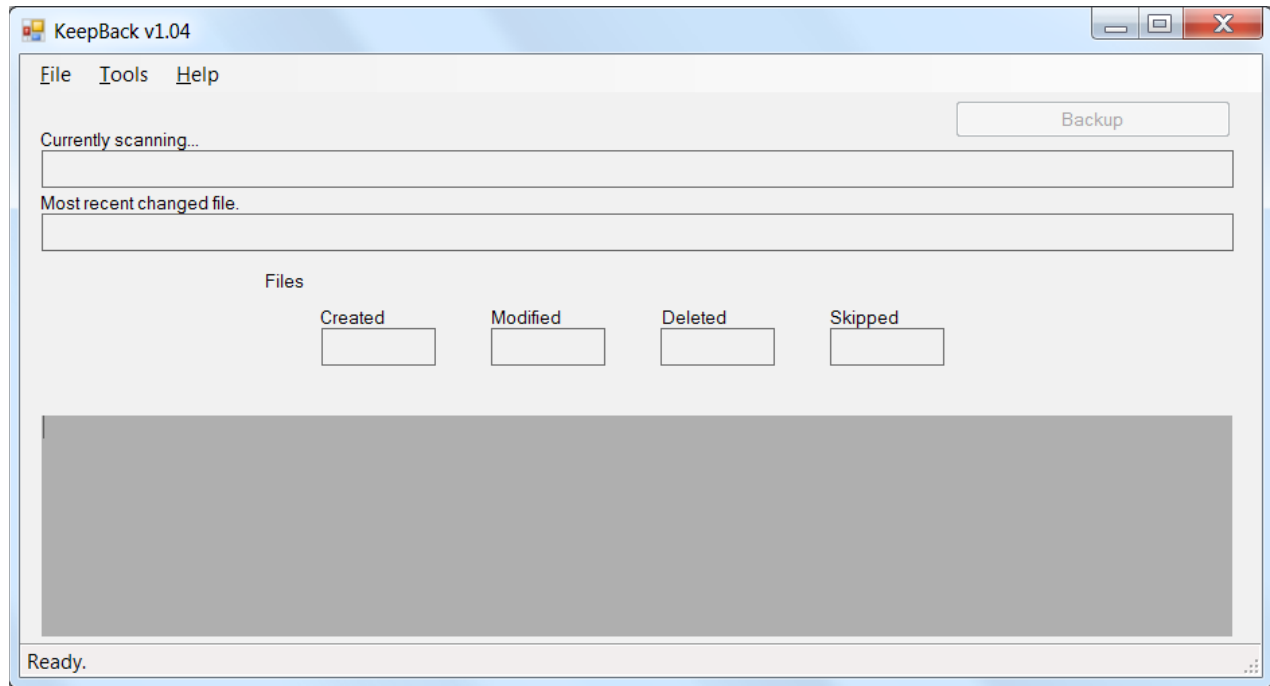 KeepBack v1.04
File Tools Help
Backup
Currently scanning...
Most recent changed file.
Files
Created Modified Deleted Skipped
Ready.